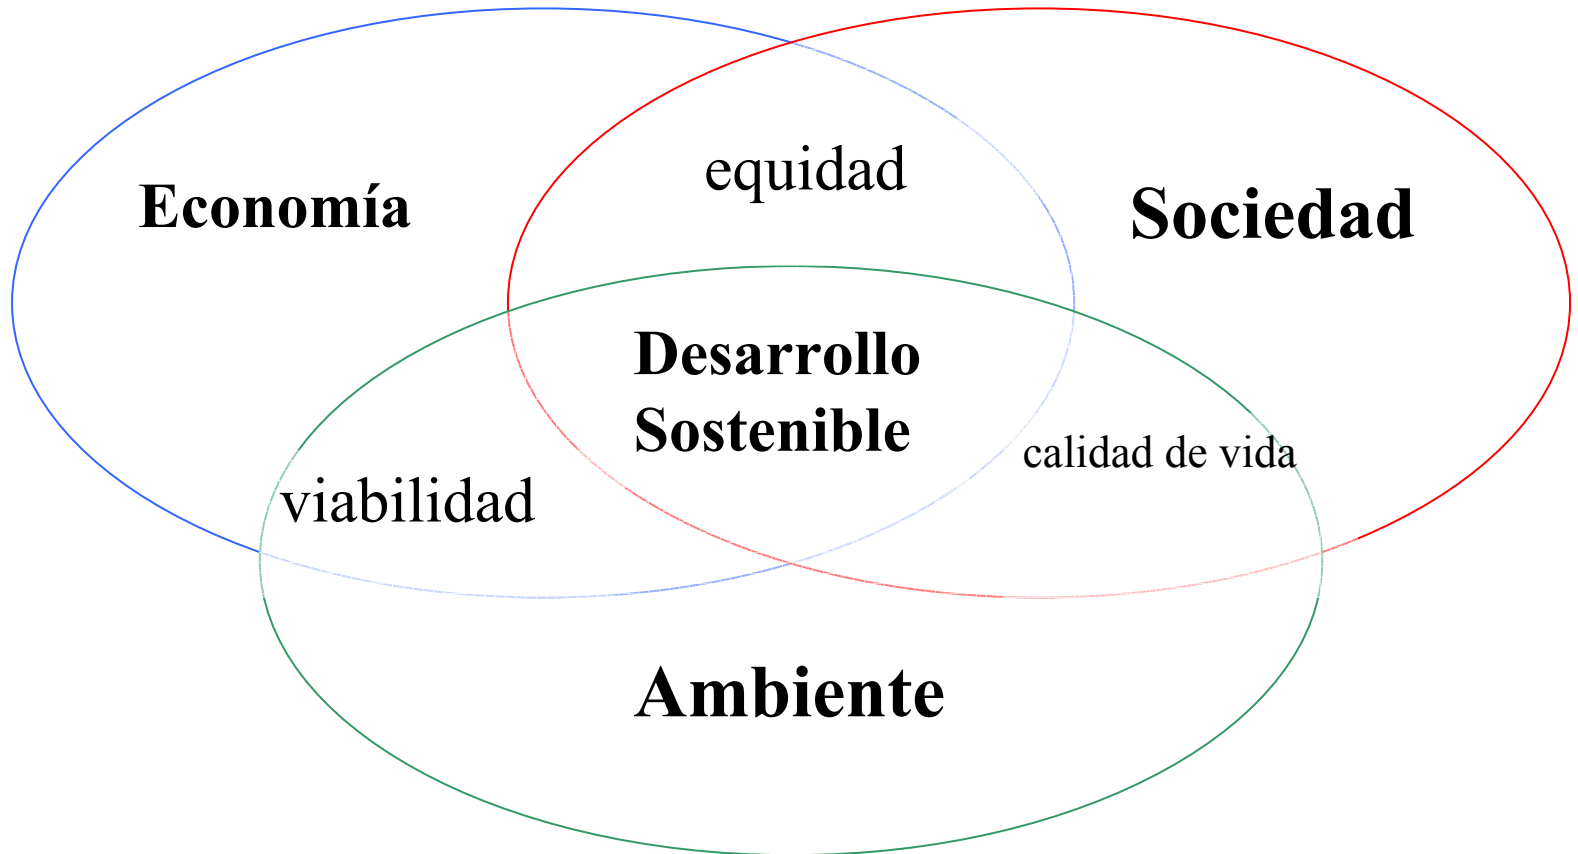 equidad
Economía
Sociedad
Desarrollo
Sostenible
calidad de vida
viabilidad
Ambiente